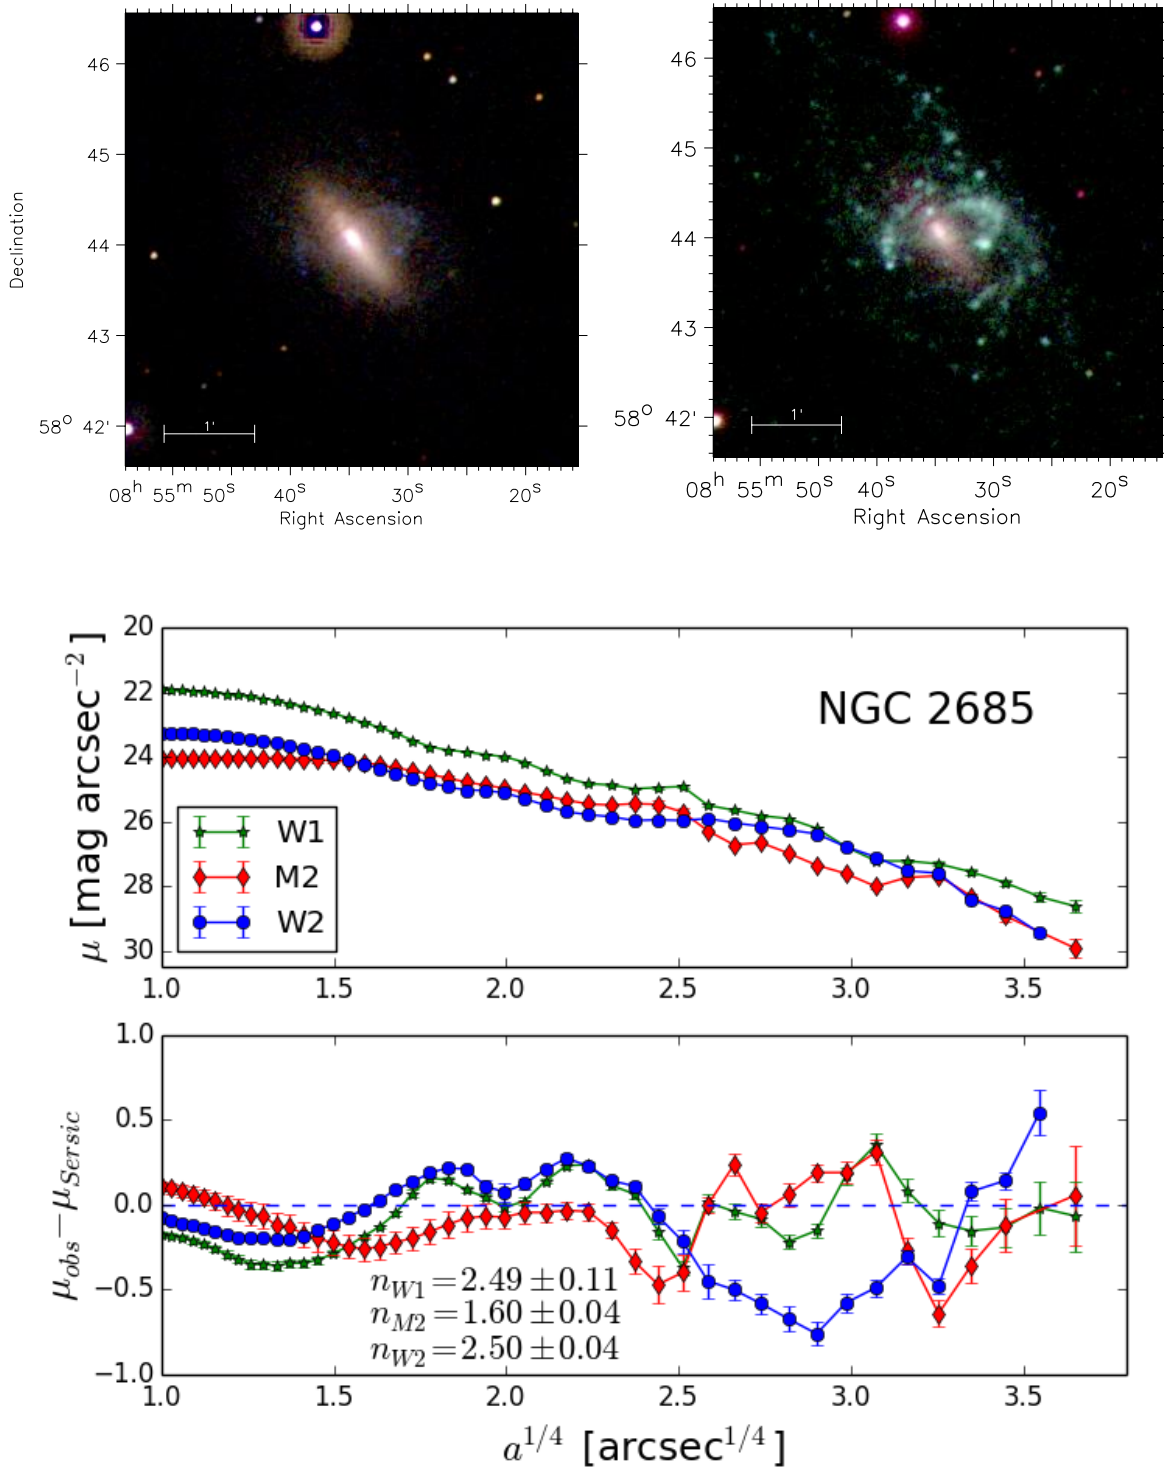 Declination
46
45
44
43
58° 42'
1'
08h 55m 50s 40s 30s 20s
Right Ascension
46
45
44
43
58° 42'
1'
08h 55m 50s 40s 30s 20s
Right Ascension
μ [mag arcsec⁻²]
20
22
24
26
28
30
NGC 2685
W1
M2
W2
1.0 1.5 2.0 2.5 3.0 3.5
μobs−μSersic
1.0
0.5
0.0
−0.5
−1.0
nW1=2.49±0.11
nM2=1.60±0.04
nW2=2.50±0.04
1.0 1.5 2.0 2.5 3.0 3.5
a^1/4 [arcsec^1/4]